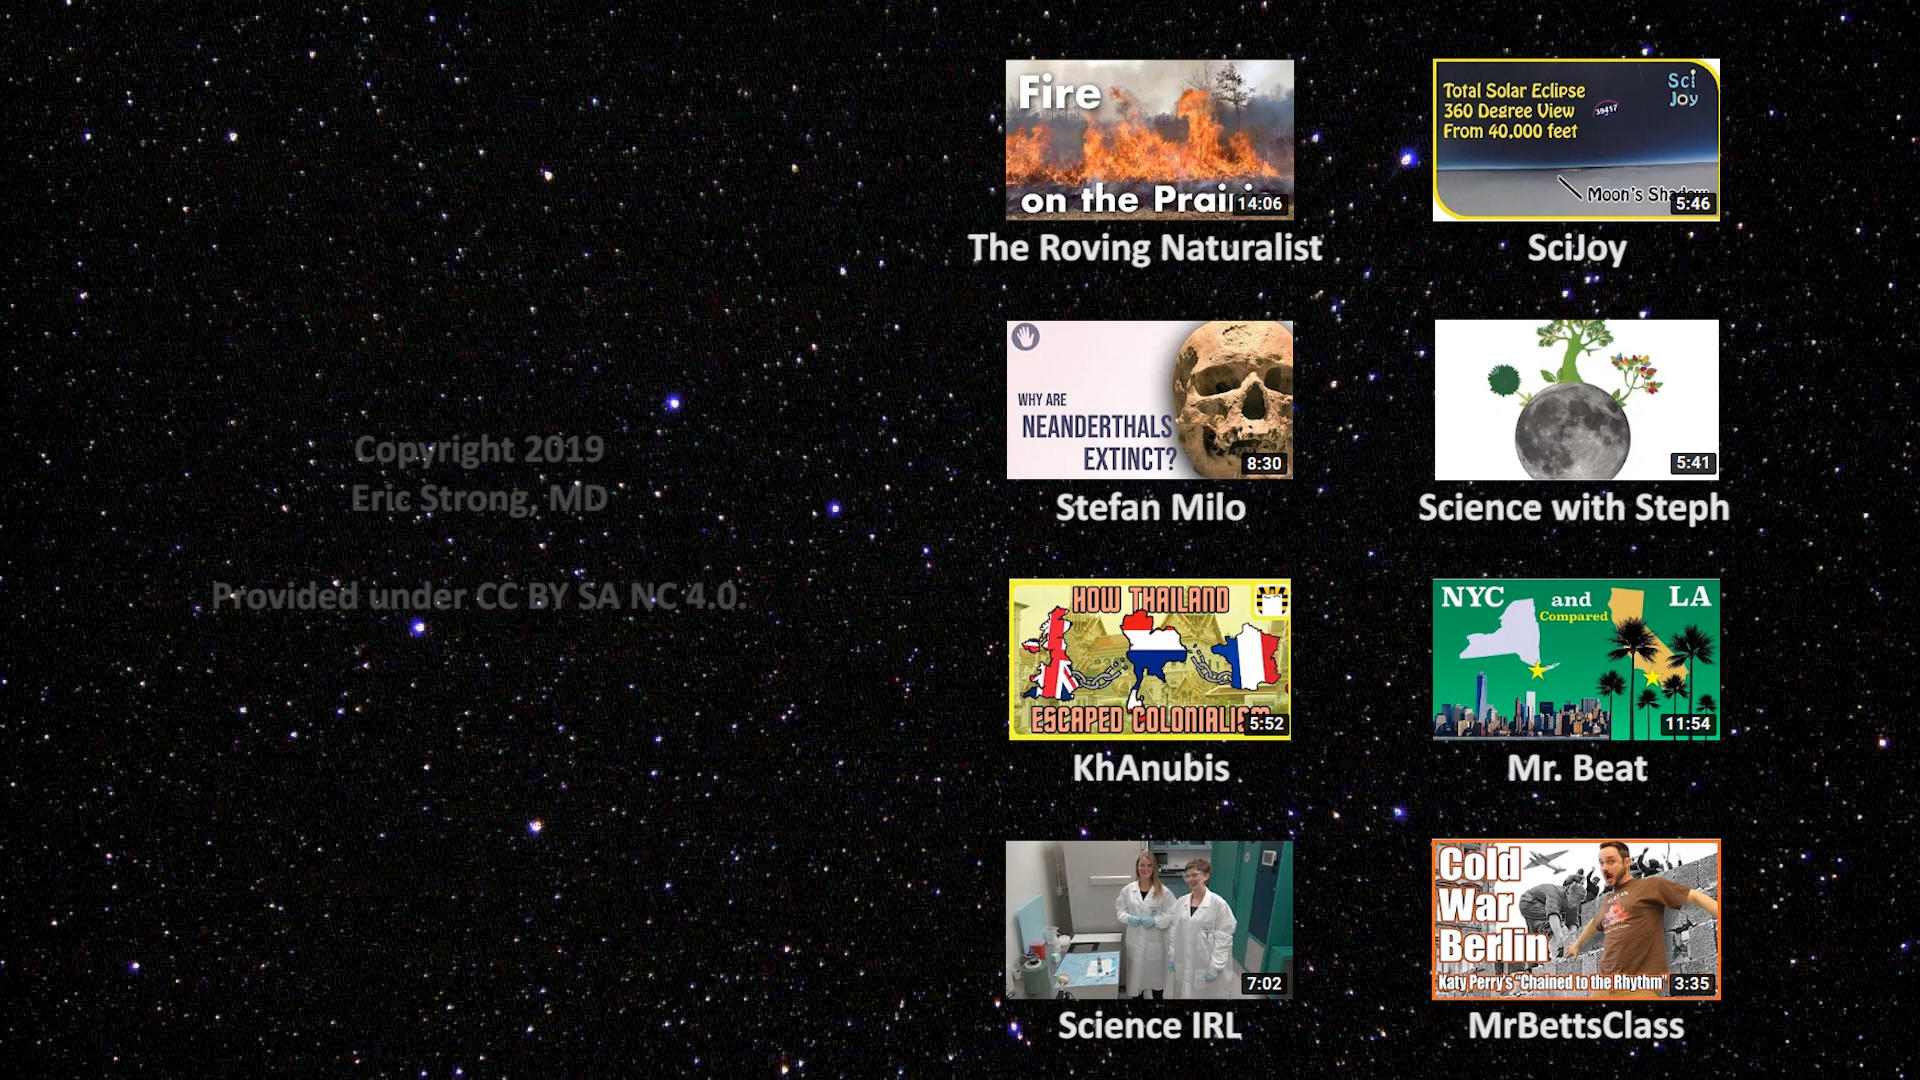 Copyright 2019
Eric Strong, MD
Provided under CC BY SA NC 4.0.
Fire
on the Prairie
14:06
The Roving Naturalist
Total Solar Eclipse
360 Degree View
From 40,000 feet
39417
Sci
Joy
Moon's Shadow
5:46
SciJoy
WHY ARE
NEANDERTHALS
EXTINCT?
8:30
Stefan Milo
5:41
Science with Steph
HOW THAILAND
ESCAPED COLONIALISM
5:52
KhAnubis
NYC and LA
Compared
11:54
Mr. Beat
7:02
Science IRL
Cold
War
Berlin
Katy Perry's "Chained to the Rhythm"
3:35
MrBettsClass